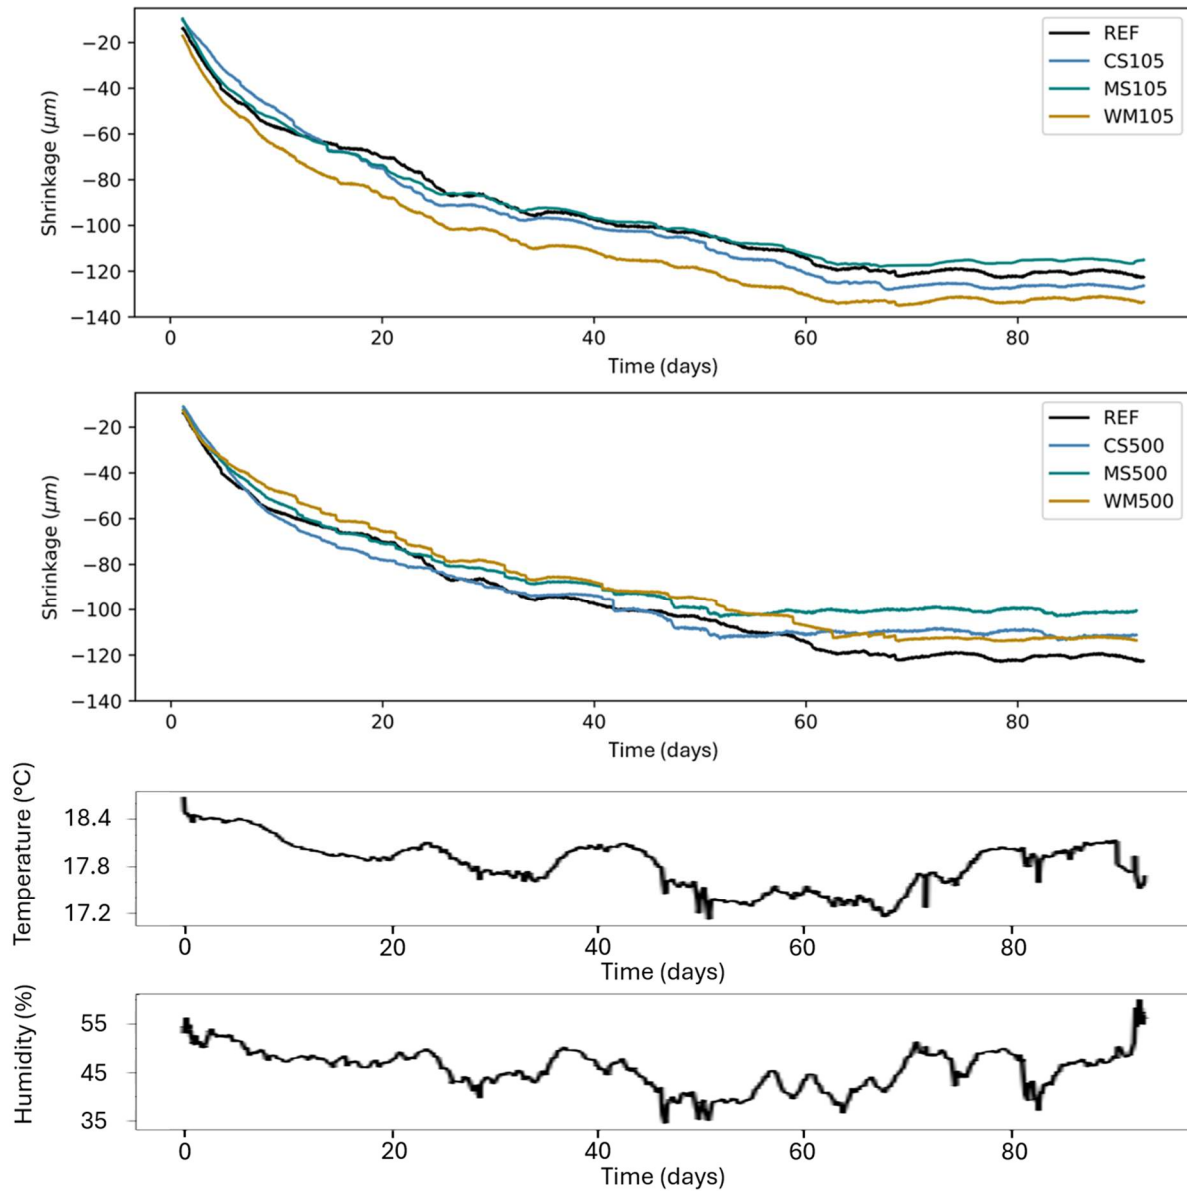 Shrinkage (μm)
−20
−40
−60
−80
−100
−120
−140
REF
CS105
MS105
WM105
0 20 40 60 80
Time (days)
Shrinkage (μm)
−20
−40
−60
−80
−100
−120
−140
REF
CS500
MS500
WM500
0 20 40 60 80
Time (days)
Temperature (°C)
18.4
17.8
17.2
0 20 40 60 80
Time (days)
Humidity (%)
55
45
35
0 20 40 60 80
Time (days)